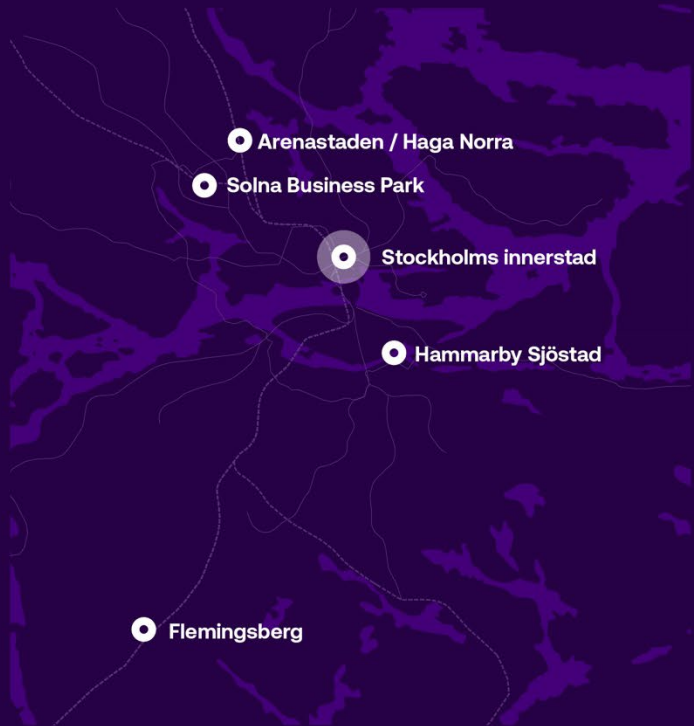 Arenastaden / Haga Norra
Solna Business Park
Stockholms innerstad
Hammarby Sjöstad
Flemingsberg